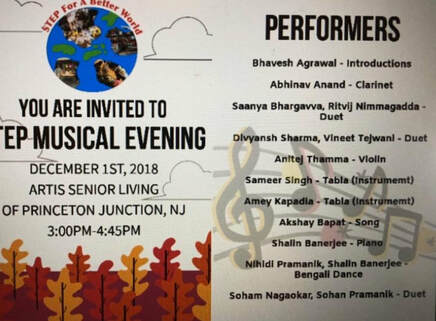 STEP For A Better World
YOU ARE INVITED TO
TEP MUSICAL EVENING
DECEMBER 1ST, 2018
ARTIS SENIOR LIVING
OF PRINCETON JUNCTION, NJ
3:00PM-4:45PM
PERFORMERS
Bhavesh Agrawal - Introductions
Abhinav Anand - Clarinet
Saanya Bhargavva, Ritvij Nimmagadda -
Duet
Divyansh Sharma, Vineet Tejwani - Duet
Anitej Thamma - Violin
Sameer Singh - Tabla (Instrumemt)
Amey Kapadia - Tabla (Instrumemt)
Akshay Bapat - Song
Shalin Banerjee - Piano
Nihidi Pramanik, Shalin Banerjee -
Bengali Dance
Soham Nagaokar, Sohan Pramanik - Duet